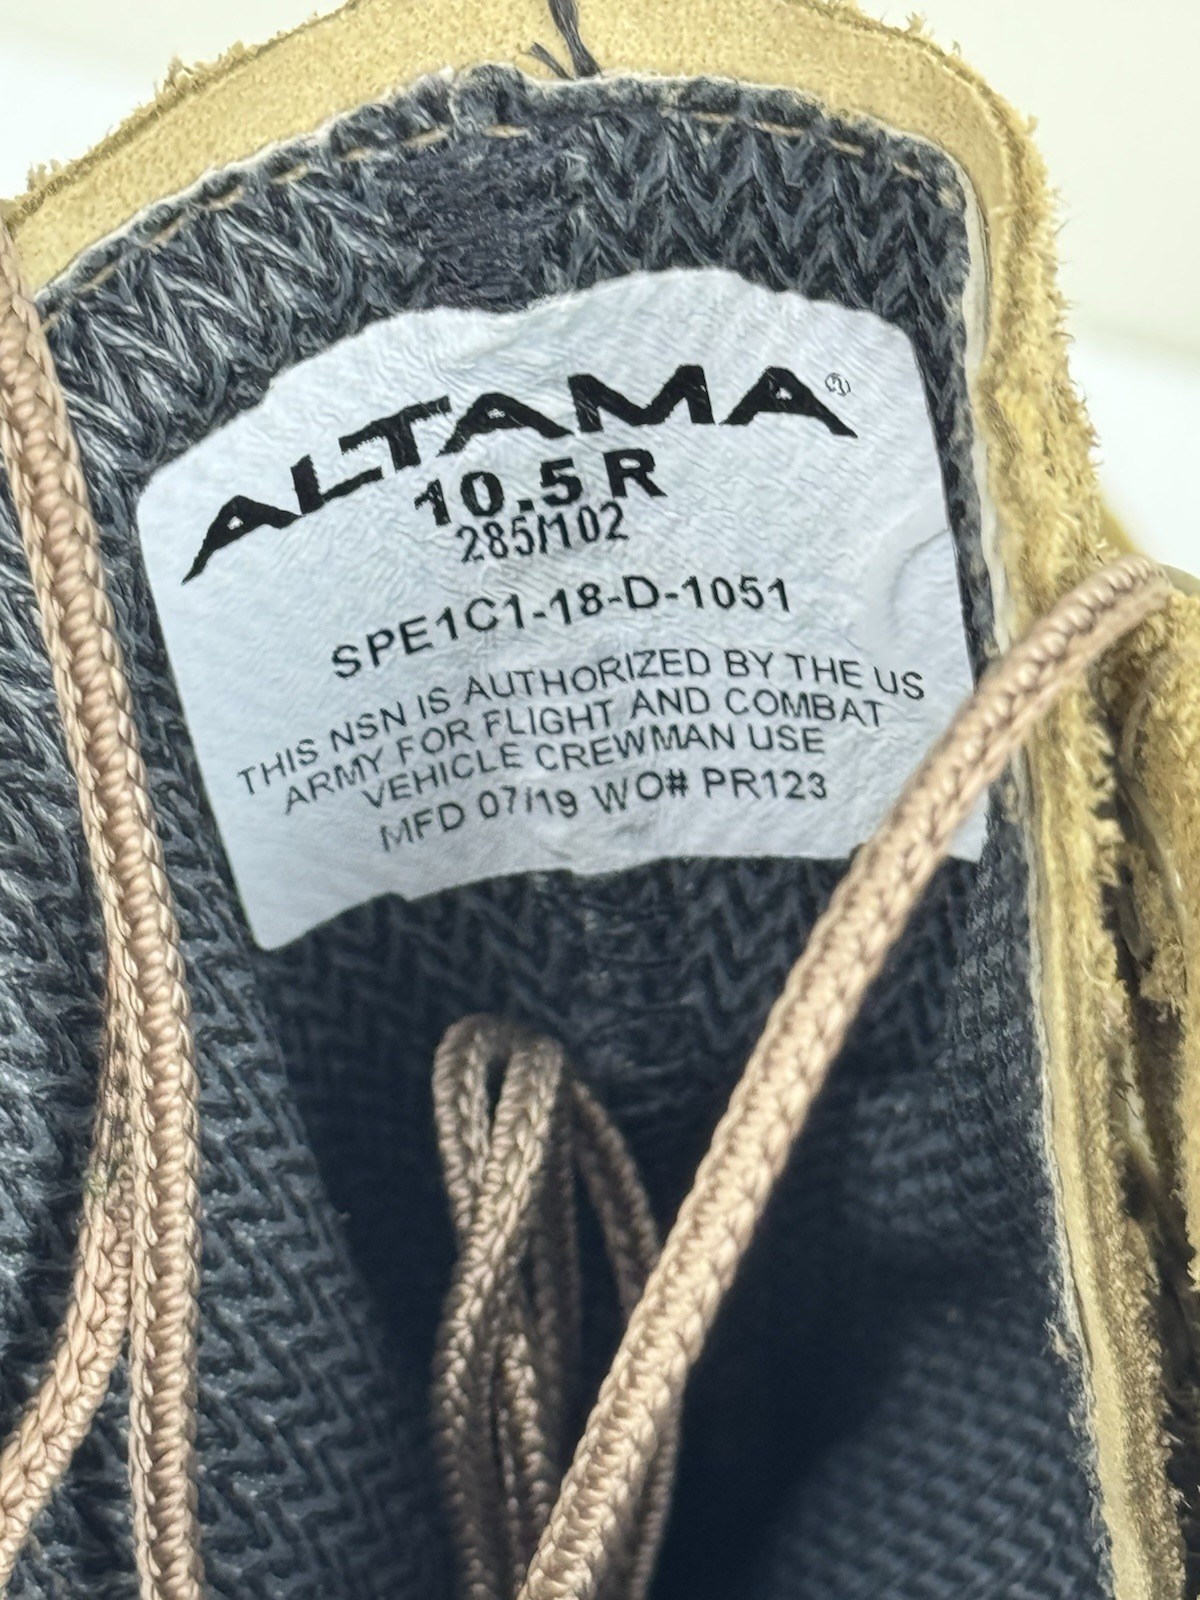 ALTAMA®
10.5 R
285/102
SPE1C1-18-D-1051
THIS NSN IS AUTHORIZED BY THE US
ARMY FOR FLIGHT AND COMBAT
VEHICLE CREWMAN USE
MFD 07/19 WO# PR123